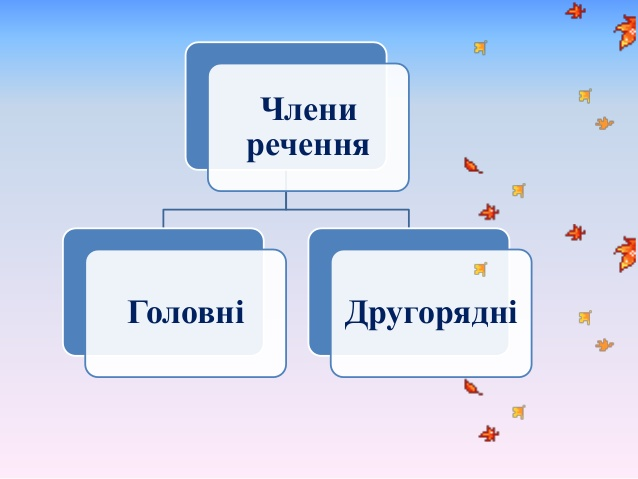 Члени
речення
Головні
Другорядні